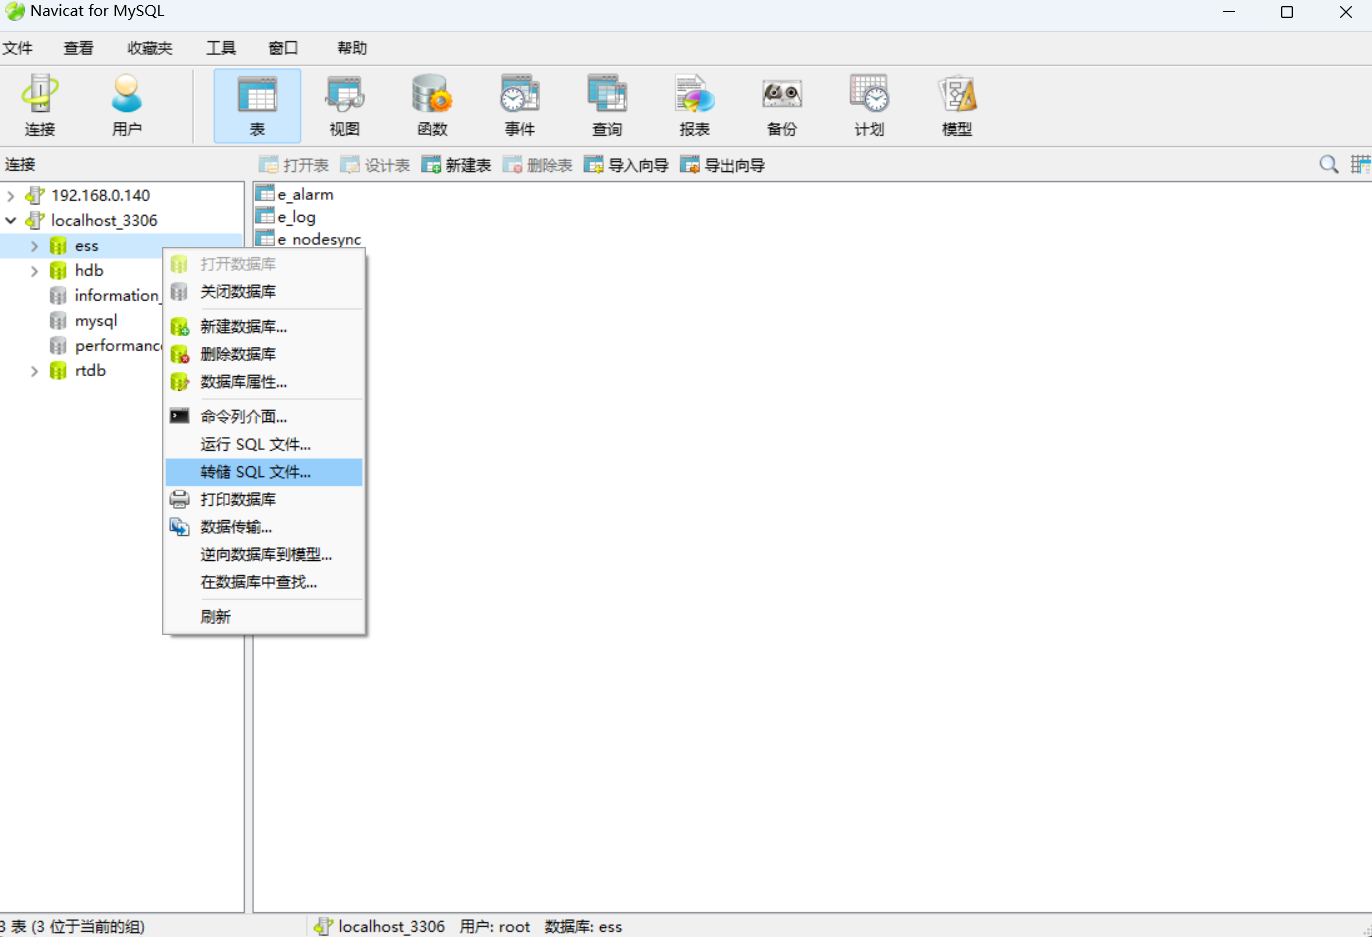 Navicat for MySQL
文件 查看 收藏夹 工具 窗口 帮助
连接 用户 表 视图 函数 事件 查询 报表 备份 计划 模型
连接 打开表 设计表 新建表 删除表 导入向导 导出向导
192.168.0.140
localhost_3306
ess
hdb
information_
mysql
performanc
rtdb
e_alarm
e_log
e_nodesync
打开数据库
关闭数据库
新建数据库...
删除数据库
数据库属性...
命令列介面...
运行 SQL 文件...
转储 SQL 文件...
打印数据库
数据传输...
逆向数据库到模型...
在数据库中查找...
刷新
3 表 (3 位于当前的组) localhost_3306 用户: root 数据库: ess